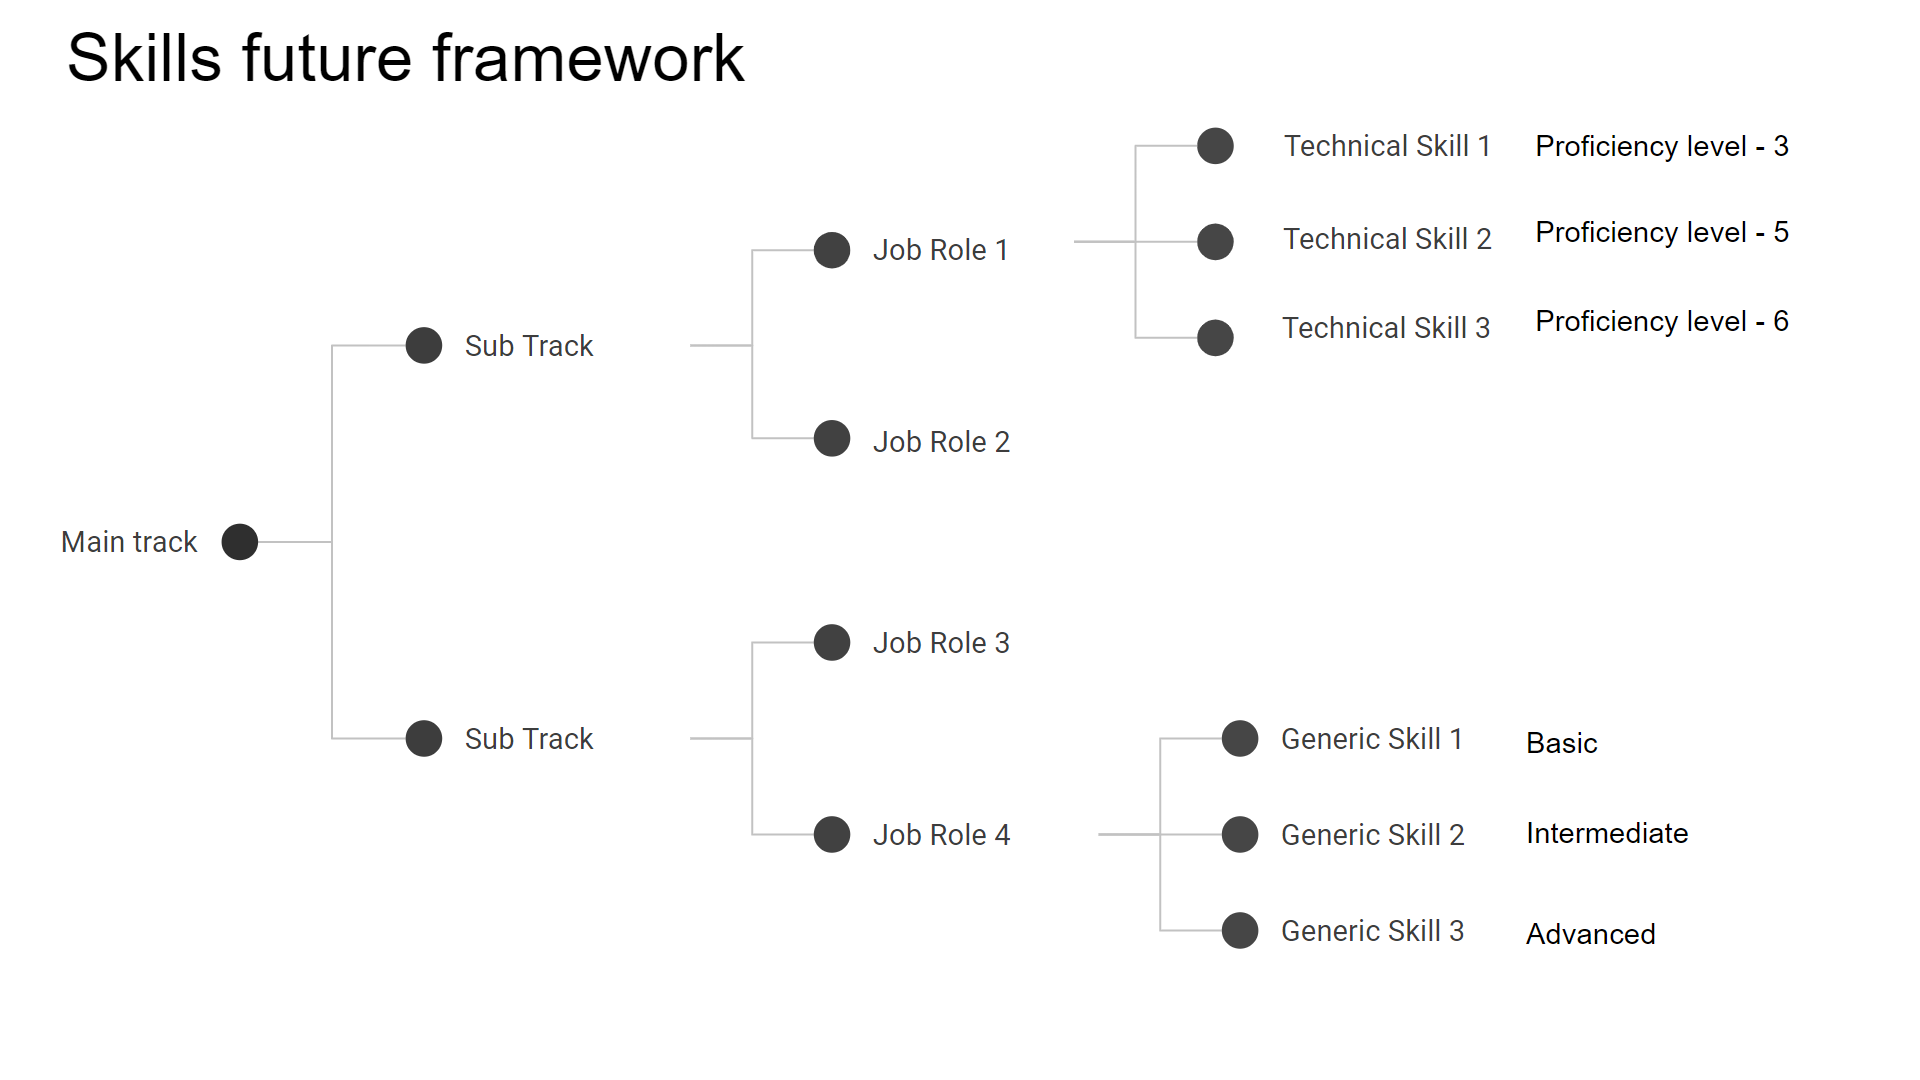 Skills future framework
Technical Skill 1 Proficiency level - 3
Technical Skill 2 Proficiency level - 5
Technical Skill 3 Proficiency level - 6
Job Role 1
Sub Track
Job Role 2
Main track
Job Role 3
Sub Track
Generic Skill 1 Basic
Job Role 4
Generic Skill 2 Intermediate
Generic Skill 3 Advanced